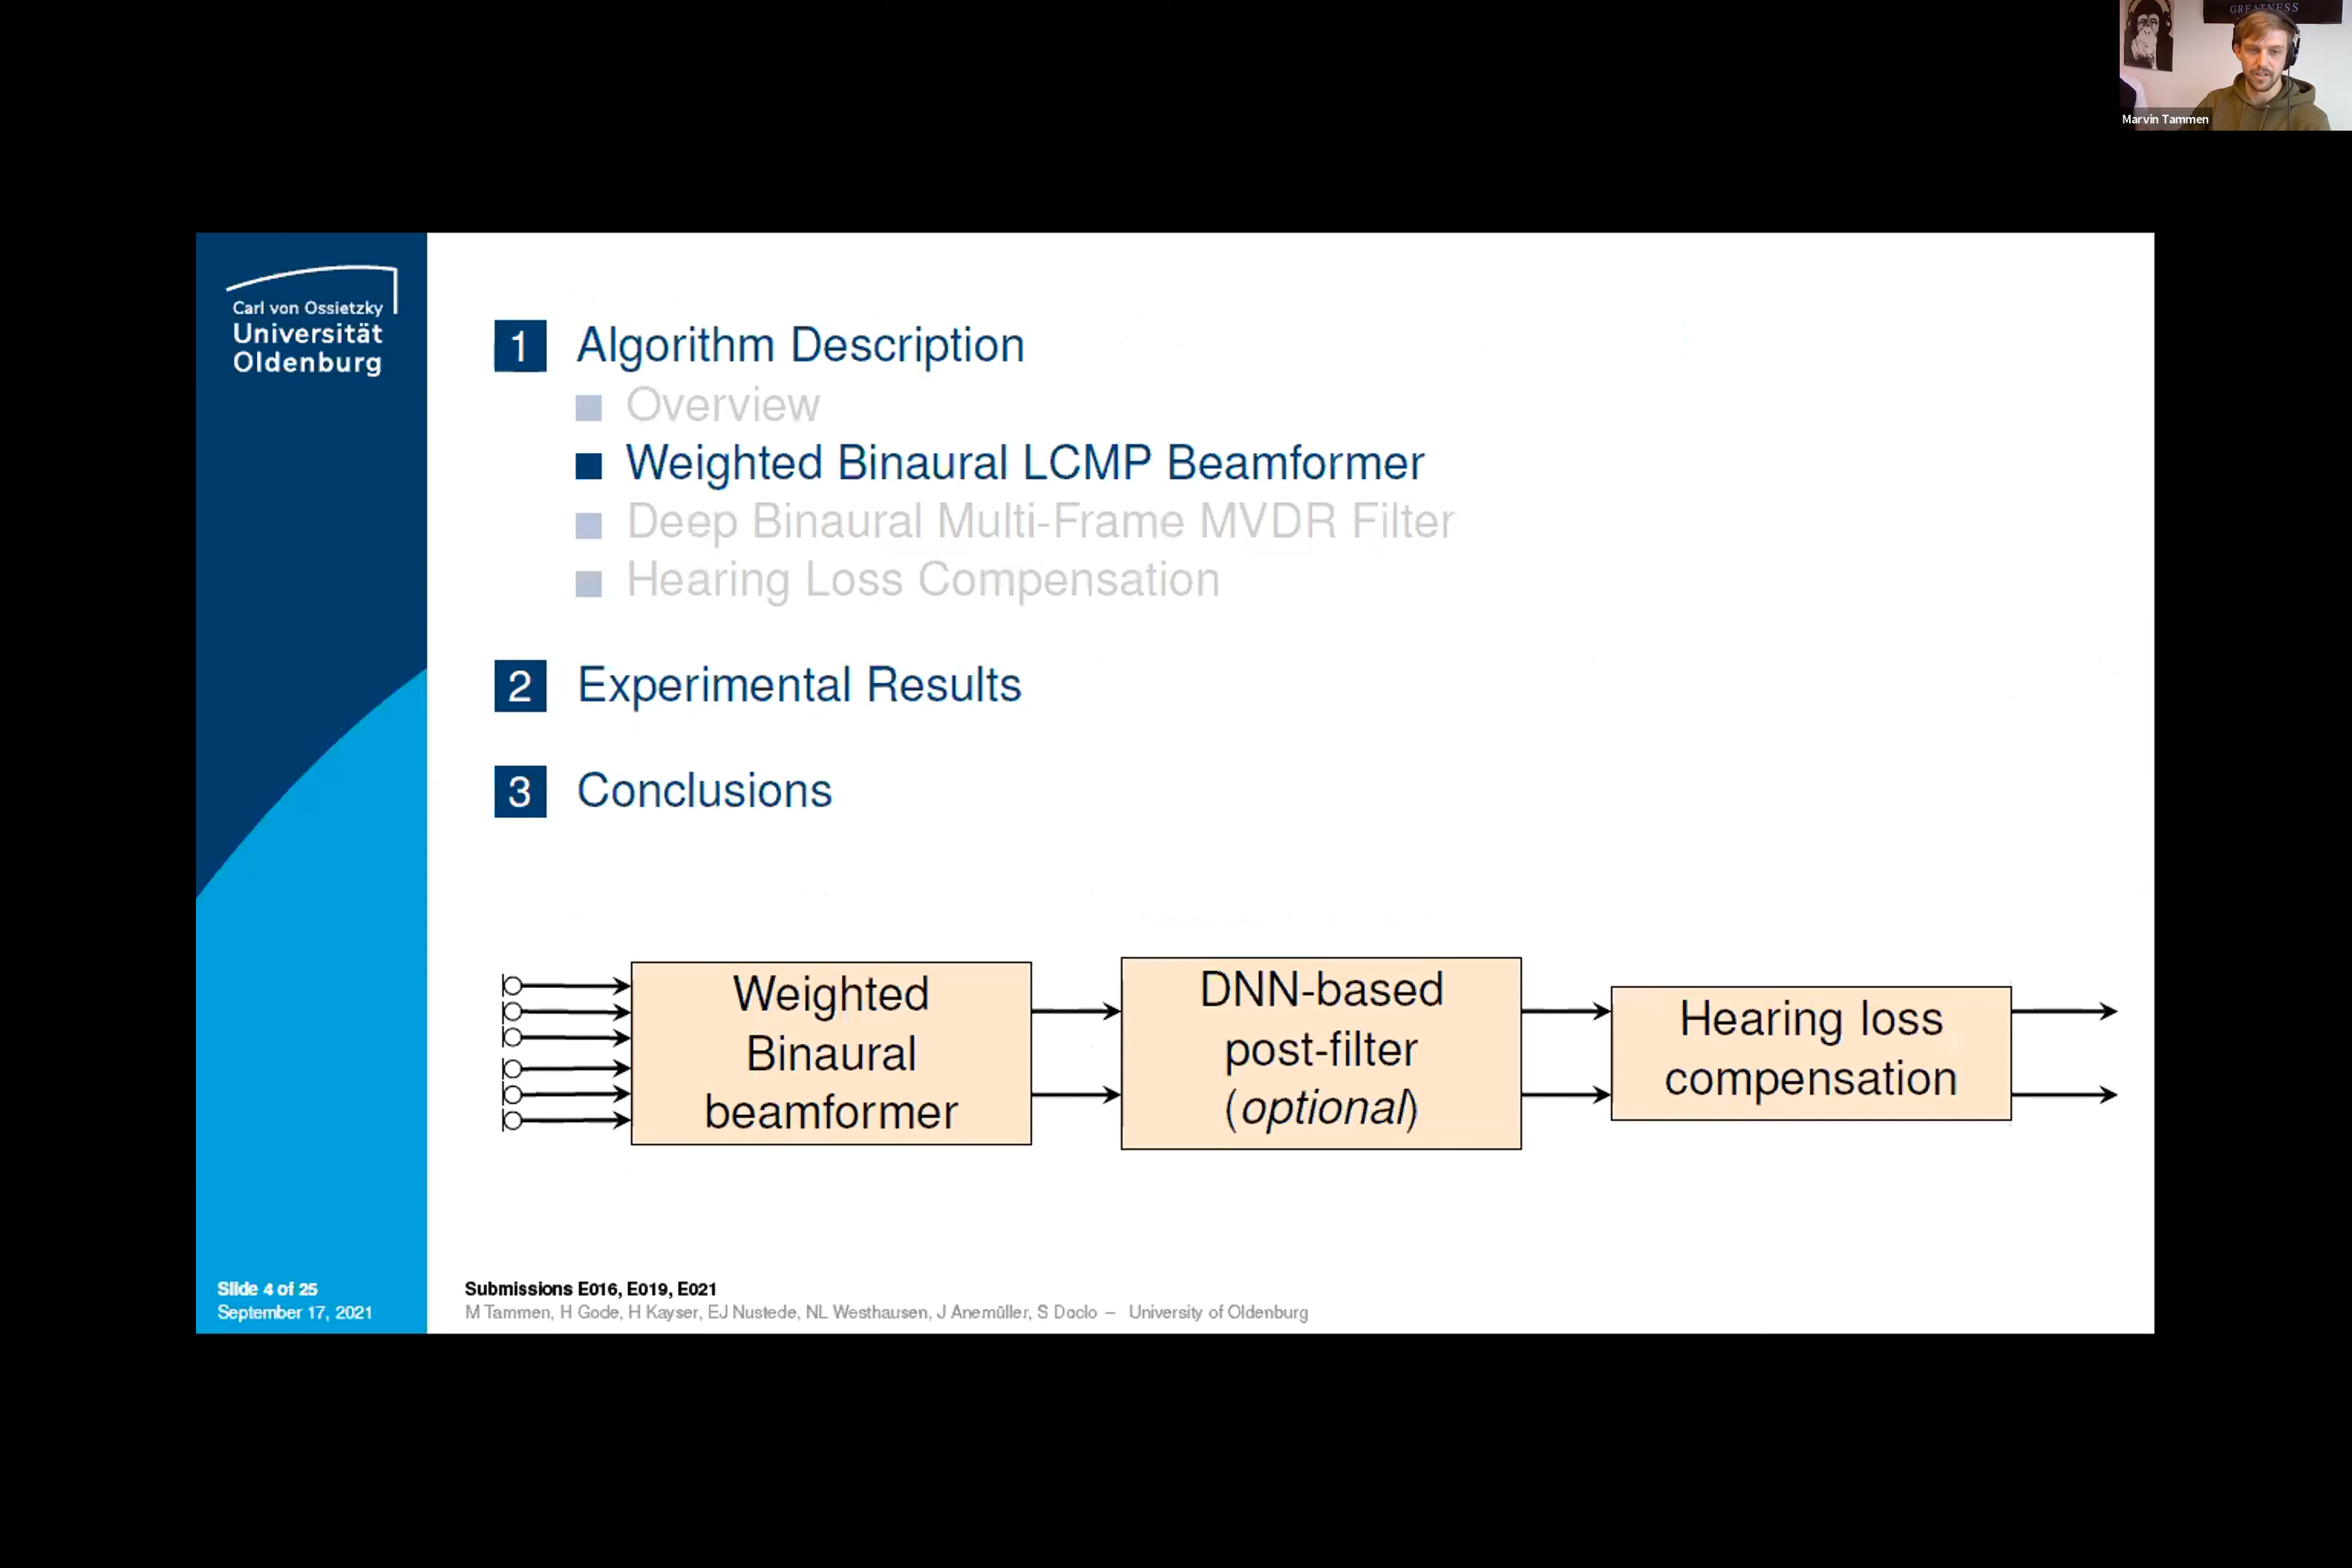 GREATNESS
Marvin Tammen
Carl von Ossietzky
Universität
Oldenburg
1 Algorithm Description
Overview
Weighted Binaural LCMP Beamformer
Deep Binaural Multi-Frame MVDR Filter
Hearing Loss Compensation
2 Experimental Results
3 Conclusions
Weighted
Binaural
beamformer
DNN-based
post-filter
(optional)
Hearing loss
compensation
Slide 4 of 25
September 17, 2021
Submissions E016, E019, E021
M Tammen, H Gode, H Kayser, EJ Nustede, NL Westhausen, J Anemüller, S Doclo – University of Oldenburg